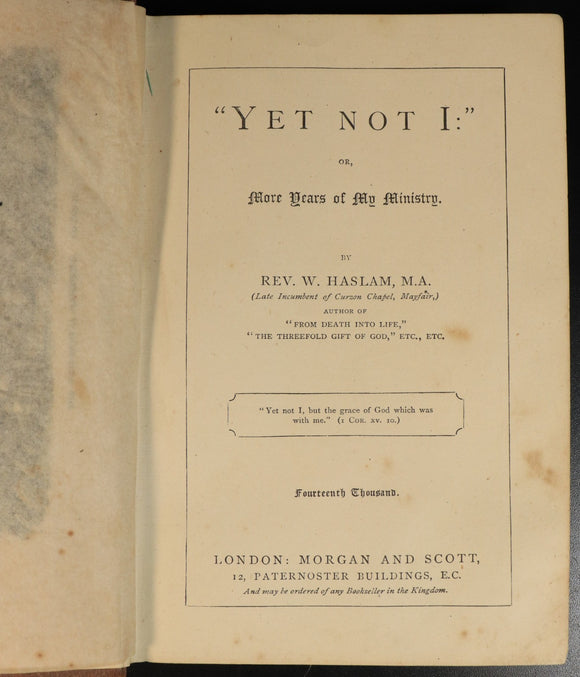 "YET NOT I:"
OR,
More Years of My Ministry.
BY
REV. W. HASLAM, M.A.
(Late Incumbent of Curzon Chapel, Mayfair,)
AUTHOR OF
"FROM DEATH INTO LIFE,"
"THE THREEFOLD GIFT OF GOD," ETC., ETC.
"Yet not I, but the grace of God which was
with me." (1 COR. XV. 10.)
Fourteenth Thousand.
LONDON: MORGAN AND SCOTT,
12, PATERNOSTER BUILDINGS, E.C.
And may be ordered of any Bookseller in the Kingdom.